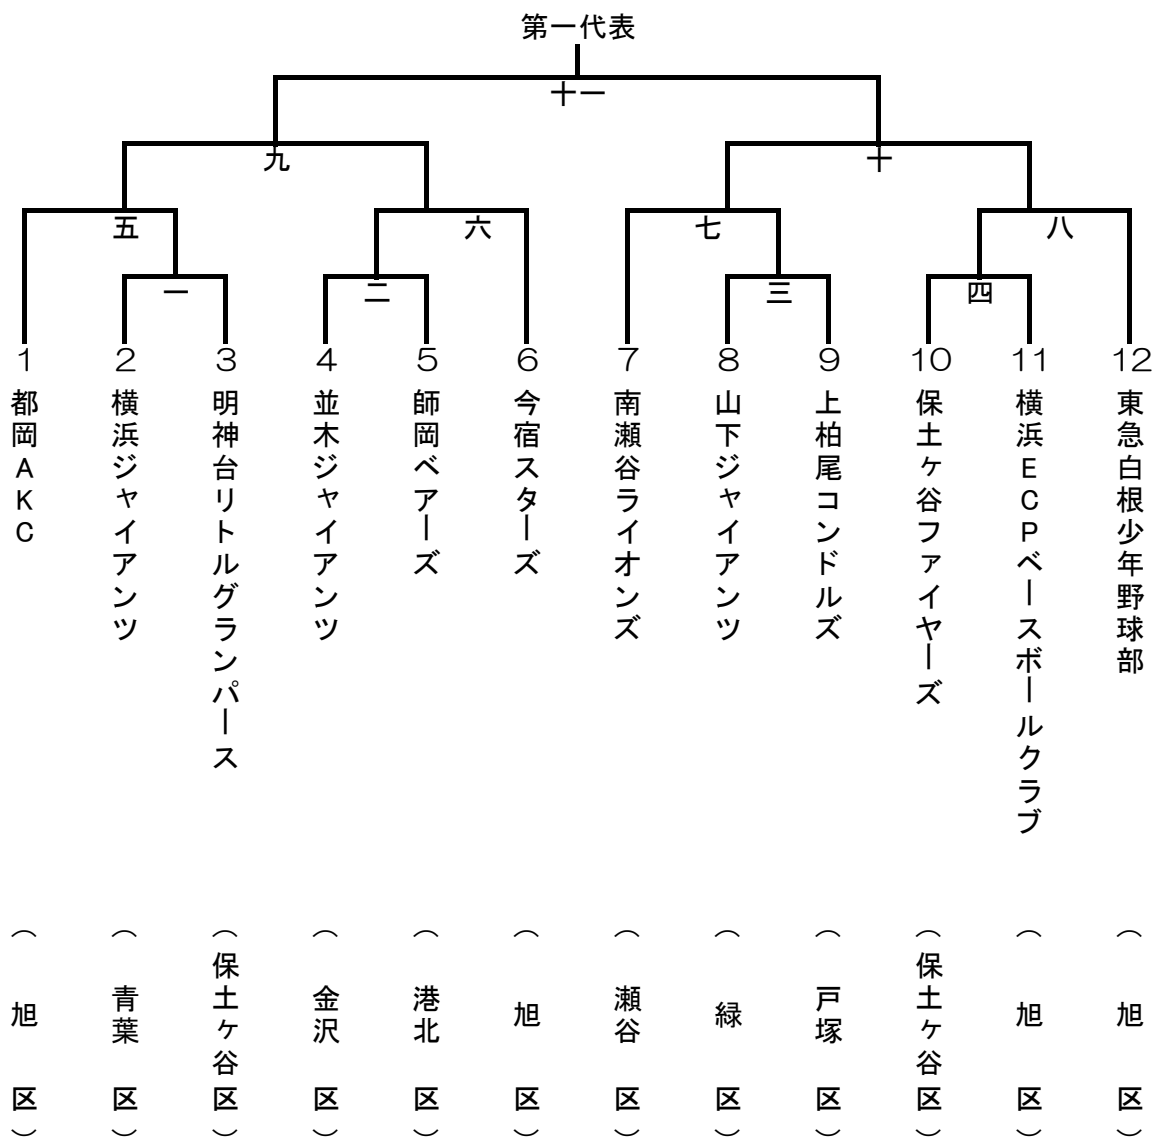 第一代表
十一
九
十
五
六
七
八
一
二
三
四
1
2
3
4
5
6
7
8
9
10
11
12
都岡AKC
横浜ジャイアンツ
明神台リトルグランパース
並木ジャイアンツ
師岡ベアーズ
今宿スターズ
南瀬谷ライオンズ
山下ジャイアンツ
上柏尾コンドルズ
保土ヶ谷ファイヤーズ
横浜ECPベースボールクラブ
東急白根少年野球部
（旭区）
（青葉区）
（保土ヶ谷区）
（金沢区）
（港北区）
（旭区）
（瀬谷区）
（緑区）
（戸塚区）
（保土ヶ谷区）
（旭区）
（旭区）